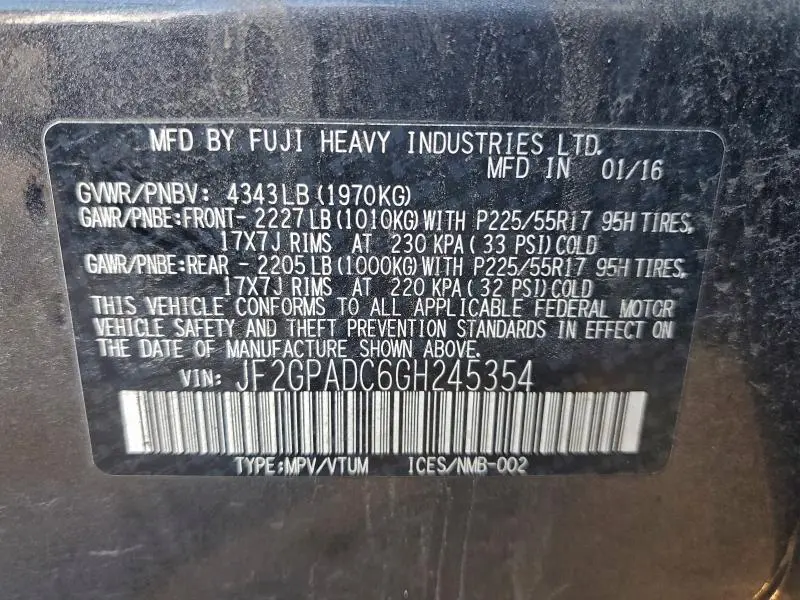 MFD BY FUJI HEAVY INDUSTRIES LTD.
MFD IN 01/16
GVWR/PNBV: 4343LB(1970KG)
GAWR/PNBE:FRONT- 2227LB(1010KG)WITH P225/55R17 95H TIRES,
17X7J RIMS AT 230 KPA(33 PSI)COLD
GAWR/PNBE:REAR - 2205LB(1000KG)WITH P225/55R17 95H TIRES,
17X7J RIMS AT 220 KPA(32 PSI)COLD
THIS VEHICLE CONFORMS TO ALL APPLICABLE FEDERAL MOTOR
VEHICLE SAFETY AND THEFT PREVENTION STANDARDS IN EFFECT ON
THE DATE OF MANUFACTURE SHOWN ABOVE.
VIN: JF2GPADC6GH245354
TYPE:MPV/VTUM ICES/NMB-002